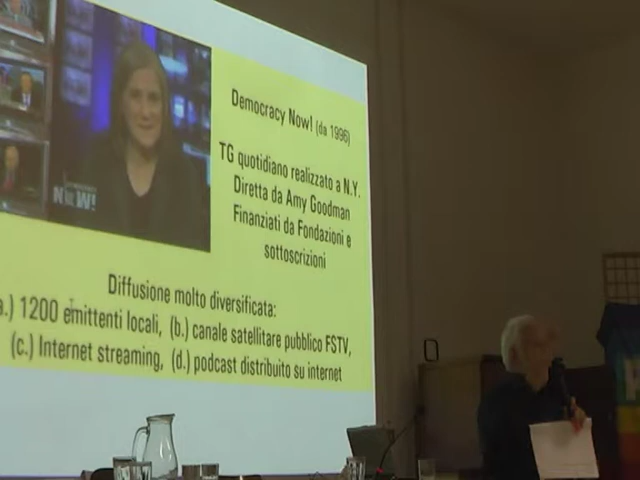 NOW!
Democracy Now! (da 1996)
TG quotidiano realizzato a N.Y.
Diretta da Amy Goodman
Finanziati da Fondazioni e
sottoscrizioni
Diffusione molto diversificata:
a.) 1200 emittenti locali, (b.) canale satellitare pubblico FSTV,
(c.) Internet streaming, (d.) podcast distribuito su internet